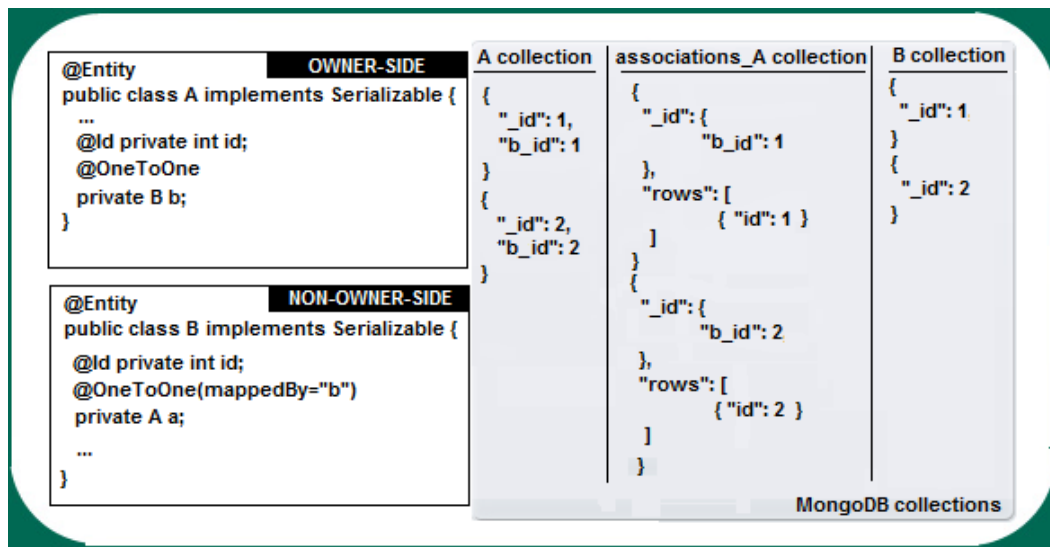 @Entity
OWNER-SIDE
public class A implements Serializable {
...
@Id private int id;
@OneToOne
private B b;
}
@Entity
NON-OWNER-SIDE
public class B implements Serializable {
@Id private int id;
@OneToOne(mappedBy="b")
private A a;
...
}
A collection
{
"_id": 1,
"b_id": 1
}
{
"_id": 2,
"b_id": 2
}
associations_A collection
{
"_id": {
"b_id": 1
},
"rows": [
{ "id": 1 }
]
}
{
"_id": {
"b_id": 2
},
"rows": [
{ "id": 2 }
]
}
B collection
{
"_id": 1,
}
{
"_id": 2
}
MongoDB collections